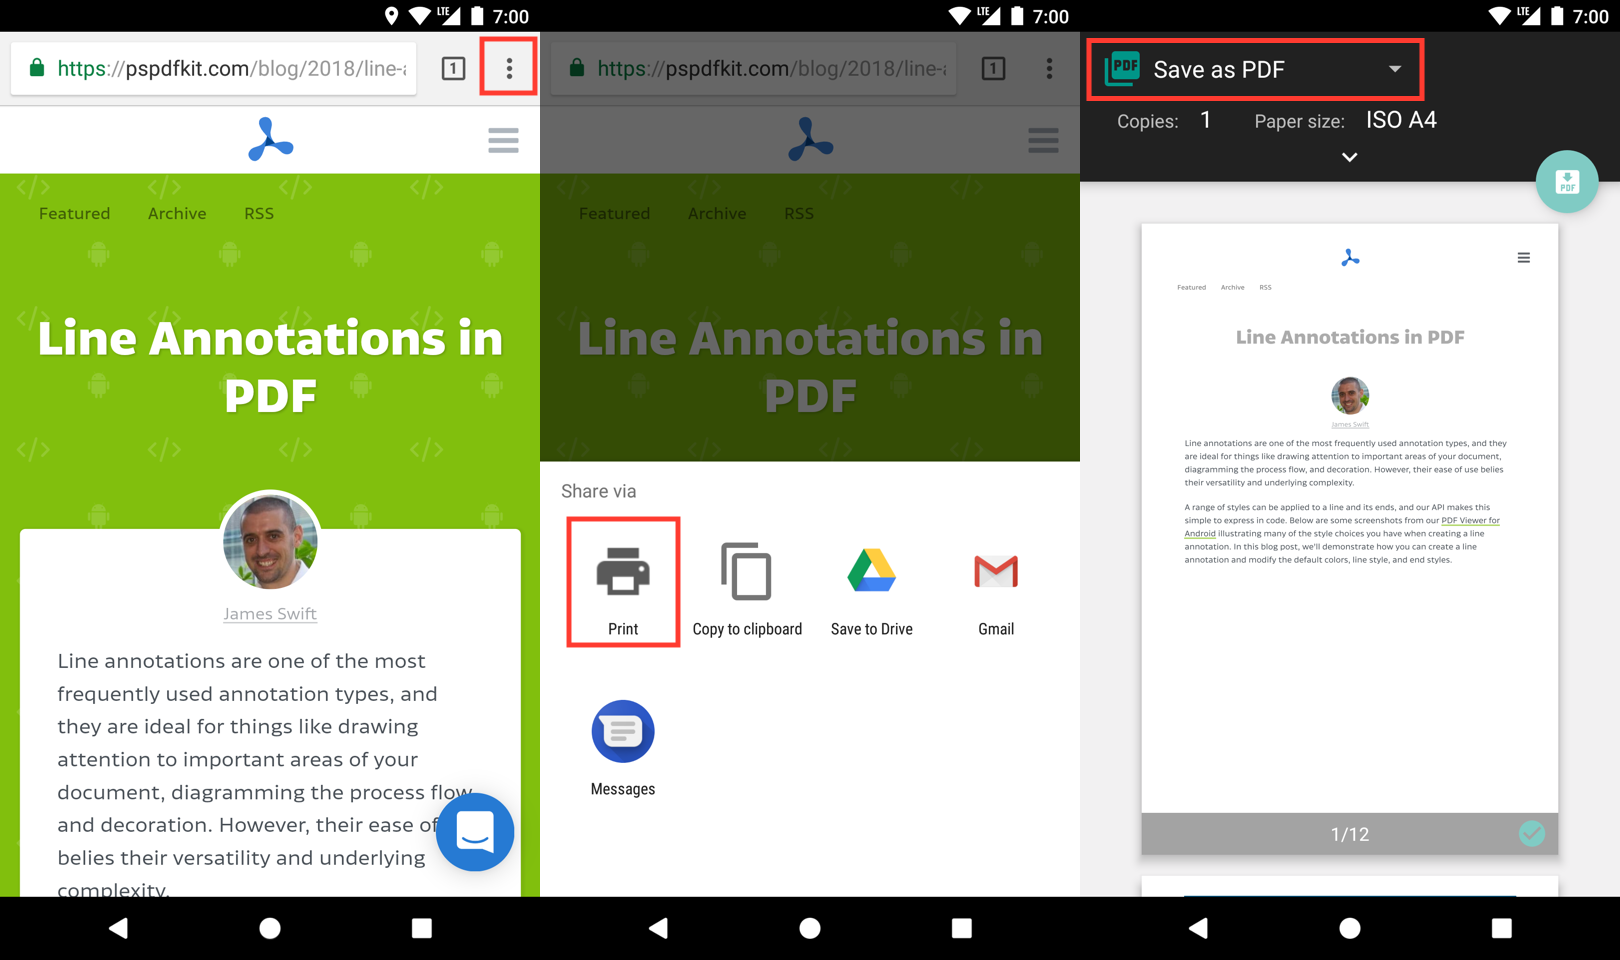 LTE 7:00
https://pspdfkit.com/blog/2018/line-a
1
Featured Archive RSS
</> </> </> </>
Line Annotations in
PDF
</> </> </> </>
James Swift
Line annotations are one of the most
frequently used annotation types, and
they are ideal for things like drawing
attention to important areas of your
document, diagramming the process flow,
and decoration. However, their ease of
belies their versatility and underlying
complexity.
LTE 7:00
https://pspdfkit.com/blog/2018/line-a
1
Featured Archive RSS
Line Annotations in
PDF
Share via
Print
Copy to clipboard
Save to Drive
Gmail
Messages
LTE 7:00
PDF Save as PDF
Copies: 1 Paper size: ISO A4
PDF
Featured Archive RSS
Line Annotations in PDF
James Swift
Line annotations are one of the most frequently used annotation types, and they
are ideal for things like drawing attention to important areas of your document,
diagramming the process flow, and decoration. However, their ease of use belies
their versatility and underlying complexity.
A range of styles can be applied to a line and its ends, and our API makes this
simple to express in code. Below are some screenshots from our PDF Viewer for
Android illustrating many of the style choices you have when creating a line
annotation. In this blog post, we'll demonstrate how you can create a line
annotation and modify the default colors, line style, and end styles.
1/12